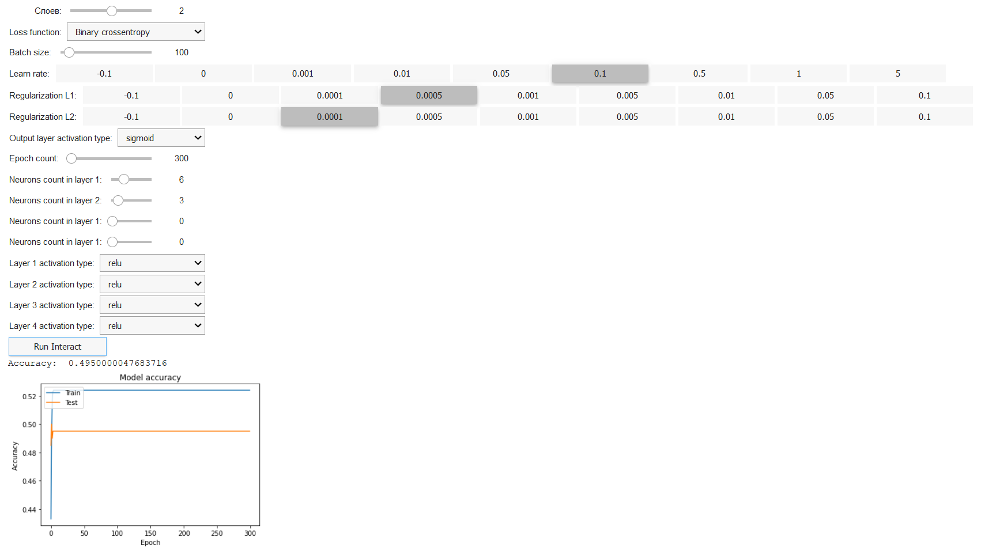 Слоев: 2
Loss function: Binary crossentropy
Batch size: 100
Learn rate: -0.1 0 0.001 0.01 0.05 0.1 0.5 1 5
Regularization L1: -0.1 0 0.0001 0.0005 0.001 0.005 0.01 0.05 0.1
Regularization L2: -0.1 0 0.0001 0.0005 0.001 0.005 0.01 0.05 0.1
Output layer activation type: sigmoid
Epoch count: 300
Neurons count in layer 1: 6
Neurons count in layer 2: 3
Neurons count in layer 1: 0
Neurons count in layer 1: 0
Layer 1 activation type: relu
Layer 2 activation type: relu
Layer 3 activation type: relu
Layer 4 activation type: relu
Run Interact
Accuracy: 0.4950000047683716
Model accuracy
Train
Test
0.52
0.50
0.48
0.46
0.44
Accuracy
0 50 100 150 200 250 300
Epoch